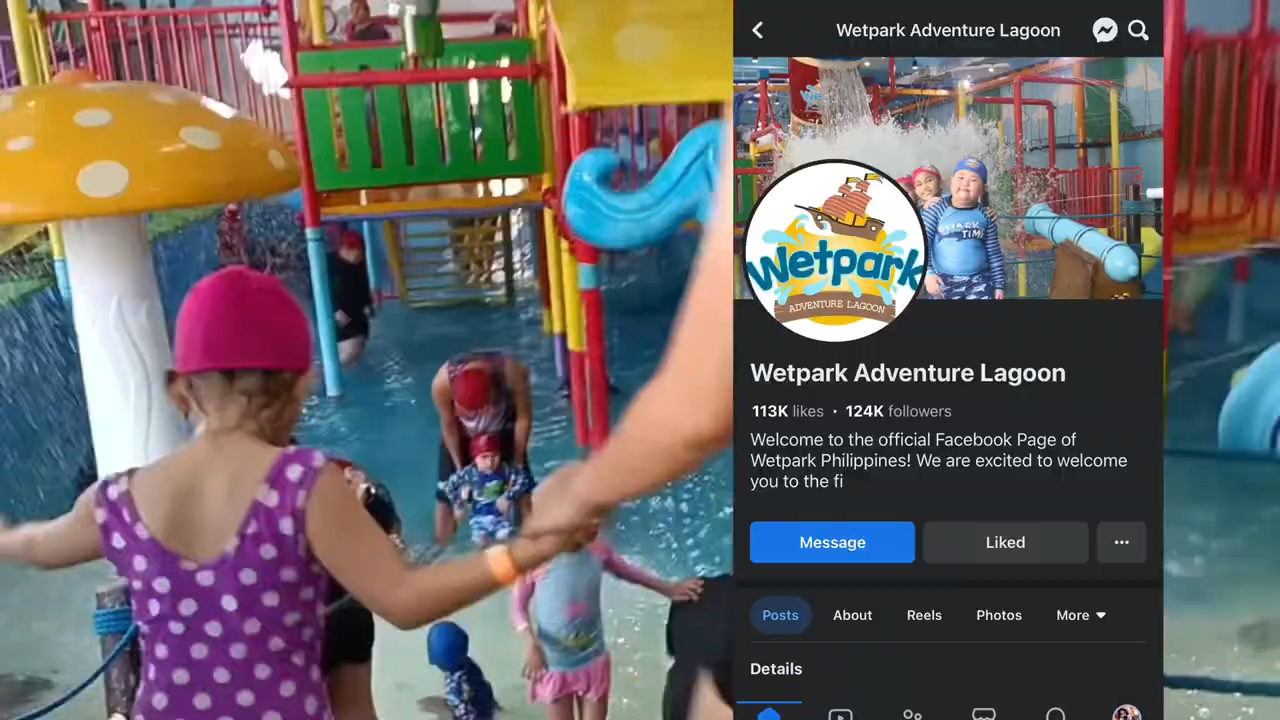 Wetpark Adventure Lagoon
SHARK
TIME
Wetpark
ADVENTURE LAGOON
Wetpark Adventure Lagoon
113K likes • 124K followers
Welcome to the official Facebook Page of
Wetpark Philippines! We are excited to welcome
you to the fi
Message
Liked
Posts
About
Reels
Photos
More
Details